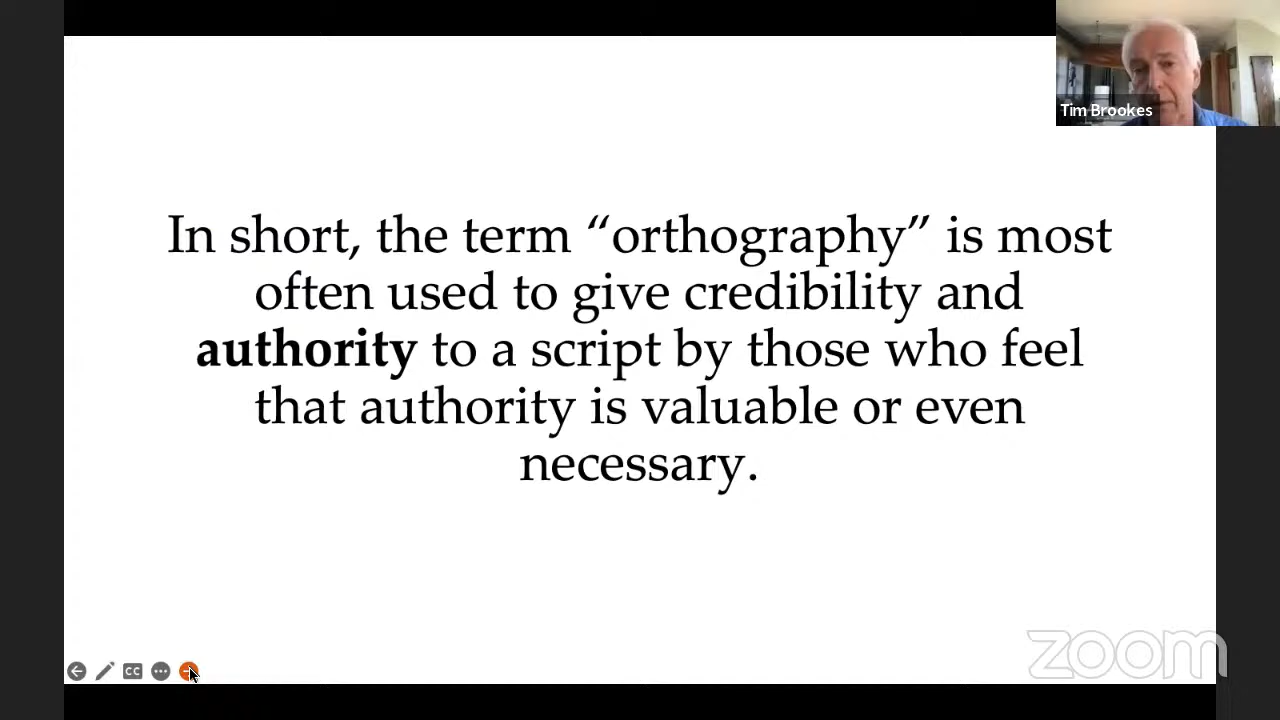 Tim Brookes
In short, the term “orthography” is most
often used to give credibility and
authority to a script by those who feel
that authority is valuable or even
necessary.
CC
zoom